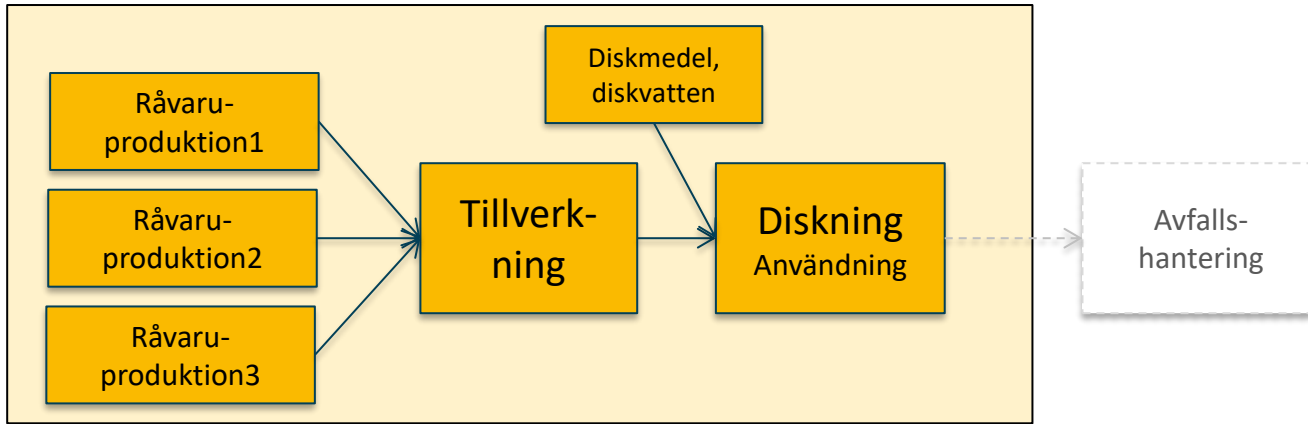 Råvaru-
produktion1
Råvaru-
produktion2
Råvaru-
produktion3
Tillverk-
ning
Diskmedel,
diskvatten
Diskning
Användning
Avfalls-
hantering